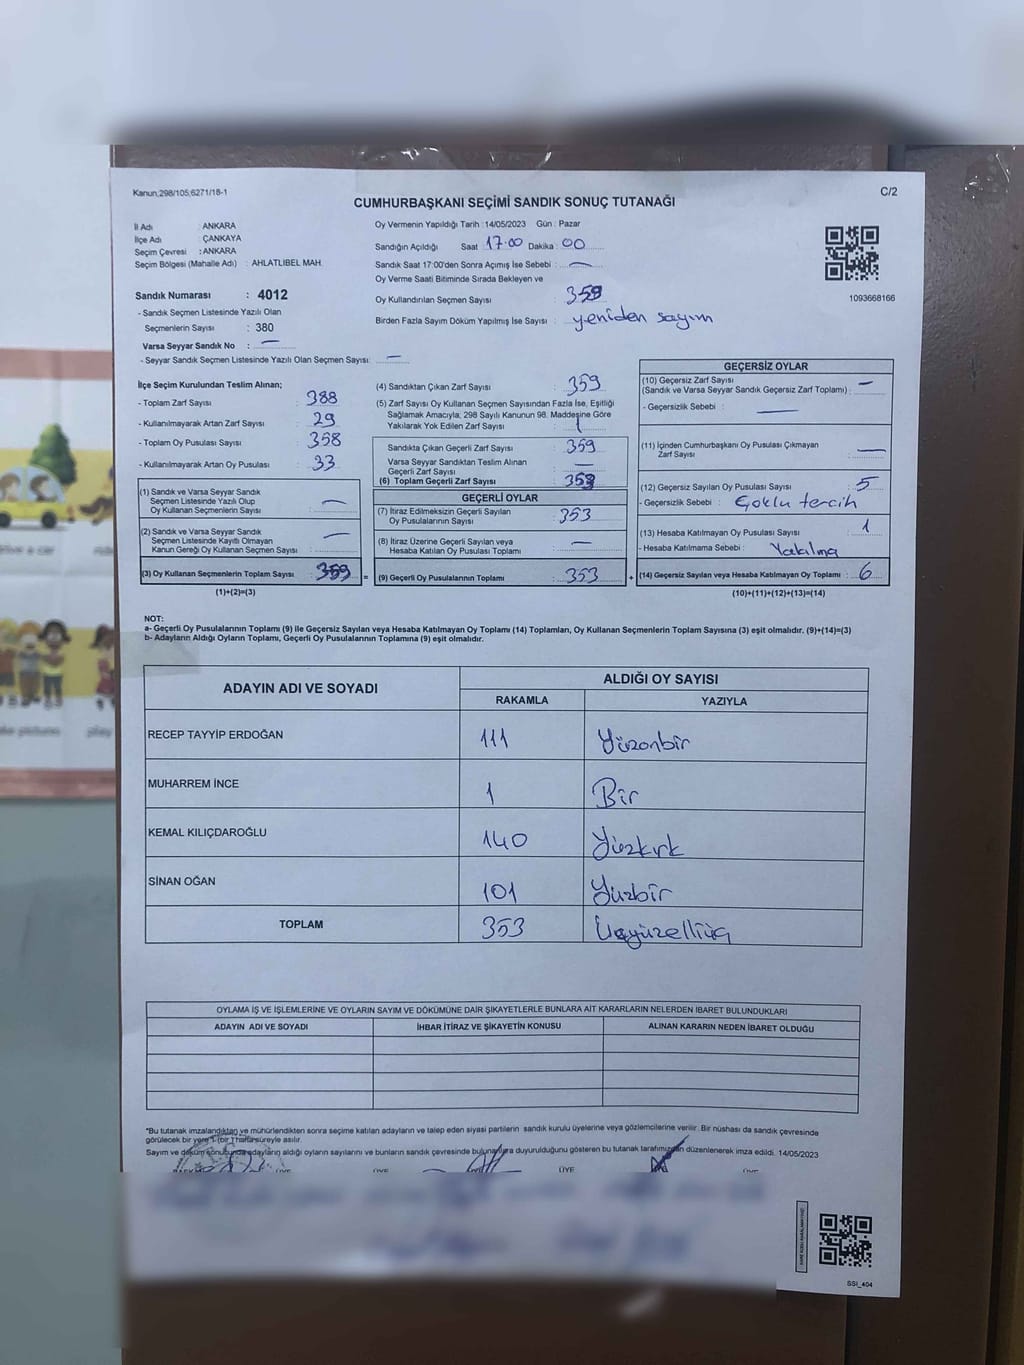 Kanun;298/105;6271/18-1
C/2
CUMHURBAŞKANI SEÇİMİ SANDIK SONUÇ TUTANAĞI
İl Adı : ANKARA
İlçe Adı : ÇANKAYA
Seçim Çevresi : ANKARA
Seçim Bölgesi (Mahalle Adı) : AHLATLIBEL MAH.
Sandık Numarası : 4012
- Sandık Seçmen Listesinde Yazılı Olan
Seçmenlerin Sayısı : 380
Varsa Seyyar Sandık No : —
- Seyyar Sandık Seçmen Listesinde Yazılı Olan Seçmen Sayısı: —
Oy Vermenin Yapıldığı Tarih : 14/05/2023 Gün : Pazar
Sandığın Açıldığı Saat 17:00 Dakika : 00
Sandık Saat 17:00'den Sonra Açımış İse Sebebi : —
Oy Verme Saati Bitiminde Sırada Bekleyen ve
Oy Kullandırılan Seçmen Sayısı : 359
Birden Fazla Sayım Döküm Yapılmış İse Sayısı : yeniden sayım
1093668166
İlçe Seçim Kurulundan Teslim Alınan;
- Toplam Zarf Sayısı : 388
- Kullanılmayarak Artan Zarf Sayısı : 29
- Toplam Oy Pusulası Sayısı : 358
- Kullanılmayarak Artan Oy Pusulası : 33
(1) Sandık ve Varsa Seyyar Sandık
Seçmen Listesinde Yazılı Olup
Oy Kullanan Seçmenlerin Sayısı : —
(2) Sandık ve Varsa Seyyar Sandık
Seçmen Listesinde Kayıtlı Olmayan
Kanun Gereği Oy Kullanan Seçmen Sayısı : —
(3) Oy Kullanan Seçmenlerin Toplam Sayısı : 359 =
(1)+(2)=(3)
(4) Sandıktan Çıkan Zarf Sayısı : 359
(5) Zarf Sayısı Oy Kullanan Seçmen Sayısından Fazla İse, Eşitliği
Sağlamak Amacıyla; 298 Sayılı Kanunun 98. Maddesine Göre
Yakılarak Yok Edilen Zarf Sayısı : 1
Sandıkta Çıkan Geçerli Zarf Sayısı : 359
Varsa Seyyar Sandıktan Teslim Alınan
Geçerli Zarf Sayısı : —
(6) Toplam Geçerli Zarf Sayısı : 359
GEÇERLİ OYLAR
(7) İtiraz Edilmeksizin Geçerli Sayılan
Oy Pusulalarının Sayısı : 353
(8) İtiraz Üzerine Geçerli Sayılan veya
Hesaba Katılan Oy Pusulası Toplamı : —
(9) Geçerli Oy Pusulalarının Toplamı : 353 +
GEÇERSİZ OYLAR
(10) Geçersiz Zarf Sayısı
(Sandık ve Varsa Seyyar Sandık Geçersiz Zarf Toplamı) : —
- Geçersizlik Sebebi : —
(11) İçinden Cumhurbaşkanı Oy Pusulası Çıkmayan
Zarf Sayısı : —
(12) Geçersiz Sayılan Oy Pusulası Sayısı : 5
- Geçersizlik Sebebi : Çoklu tercih
(13) Hesaba Katılmayan Oy Pusulası Sayısı : 1
- Hesaba Katılmama Sebebi : Yakılma
(14) Geçersiz Sayılan veya Hesaba Katılmayan Oy Toplamı : 6
(10)+(11)+(12)+(13)=(14)
NOT:
a- Geçerli Oy Pusulalarının Toplamı (9) ile Geçersiz Sayılan veya Hesaba Katılmayan Oy Toplamı (14) Toplamları, Oy Kullanan Seçmenlerin Toplam Sayısına (3) eşit olmalıdır. (9)+(14)=(3)
b- Adayların Aldığı Oyların Toplamı, Geçerli Oy Pusulalarının Toplamına (9) eşit olmalıdır.
ADAYIN ADI VE SOYADI ALDIĞI OY SAYISI
RAKAMLA YAZIYLA
RECEP TAYYİP ERDOĞAN 111 Yüzonbir
MUHARREM İNCE 1 Bir
KEMAL KILIÇDAROĞLU 140 Yüzkırk
SİNAN OĞAN 101 Yüzbir
TOPLAM 353 Üçyüzelliüç
OYLAMA İŞ VE İŞLEMLERİNE VE OYLARIN SAYIM VE DÖKÜMÜNE DAİR ŞİKAYETLERLE BUNLARA AİT KARARLARIN NELERDEN İBARET BULUNDUKLARI
ADAYIN ADI VE SOYADI İHBAR İTİRAZ VE ŞİKAYETİN KONUSU ALINAN KARARIN NEDEN İBARET OLDUĞU
*Bu tutanak imzalandıktan ve mühürlendikten sonra seçime katılan adayların ve talep eden siyasi partilerin sandık kurulu üyelerine veya gözlemcilerine verilir. Bir nüshası da sandık çevresinde
görülecek bir yere 1 (bir) hafta süreyle asılır.
Sayım ve döküm sonucunda adayların aldığı oyların sayılarını ve bunların sandık çevresinde bulunanlara duyurulduğunu gösteren bu tutanak tarafımızdan düzenlenerek imza edildi. 14/05/2023
ÜYE ÜYE ÜYE ÜYE
SSI_404